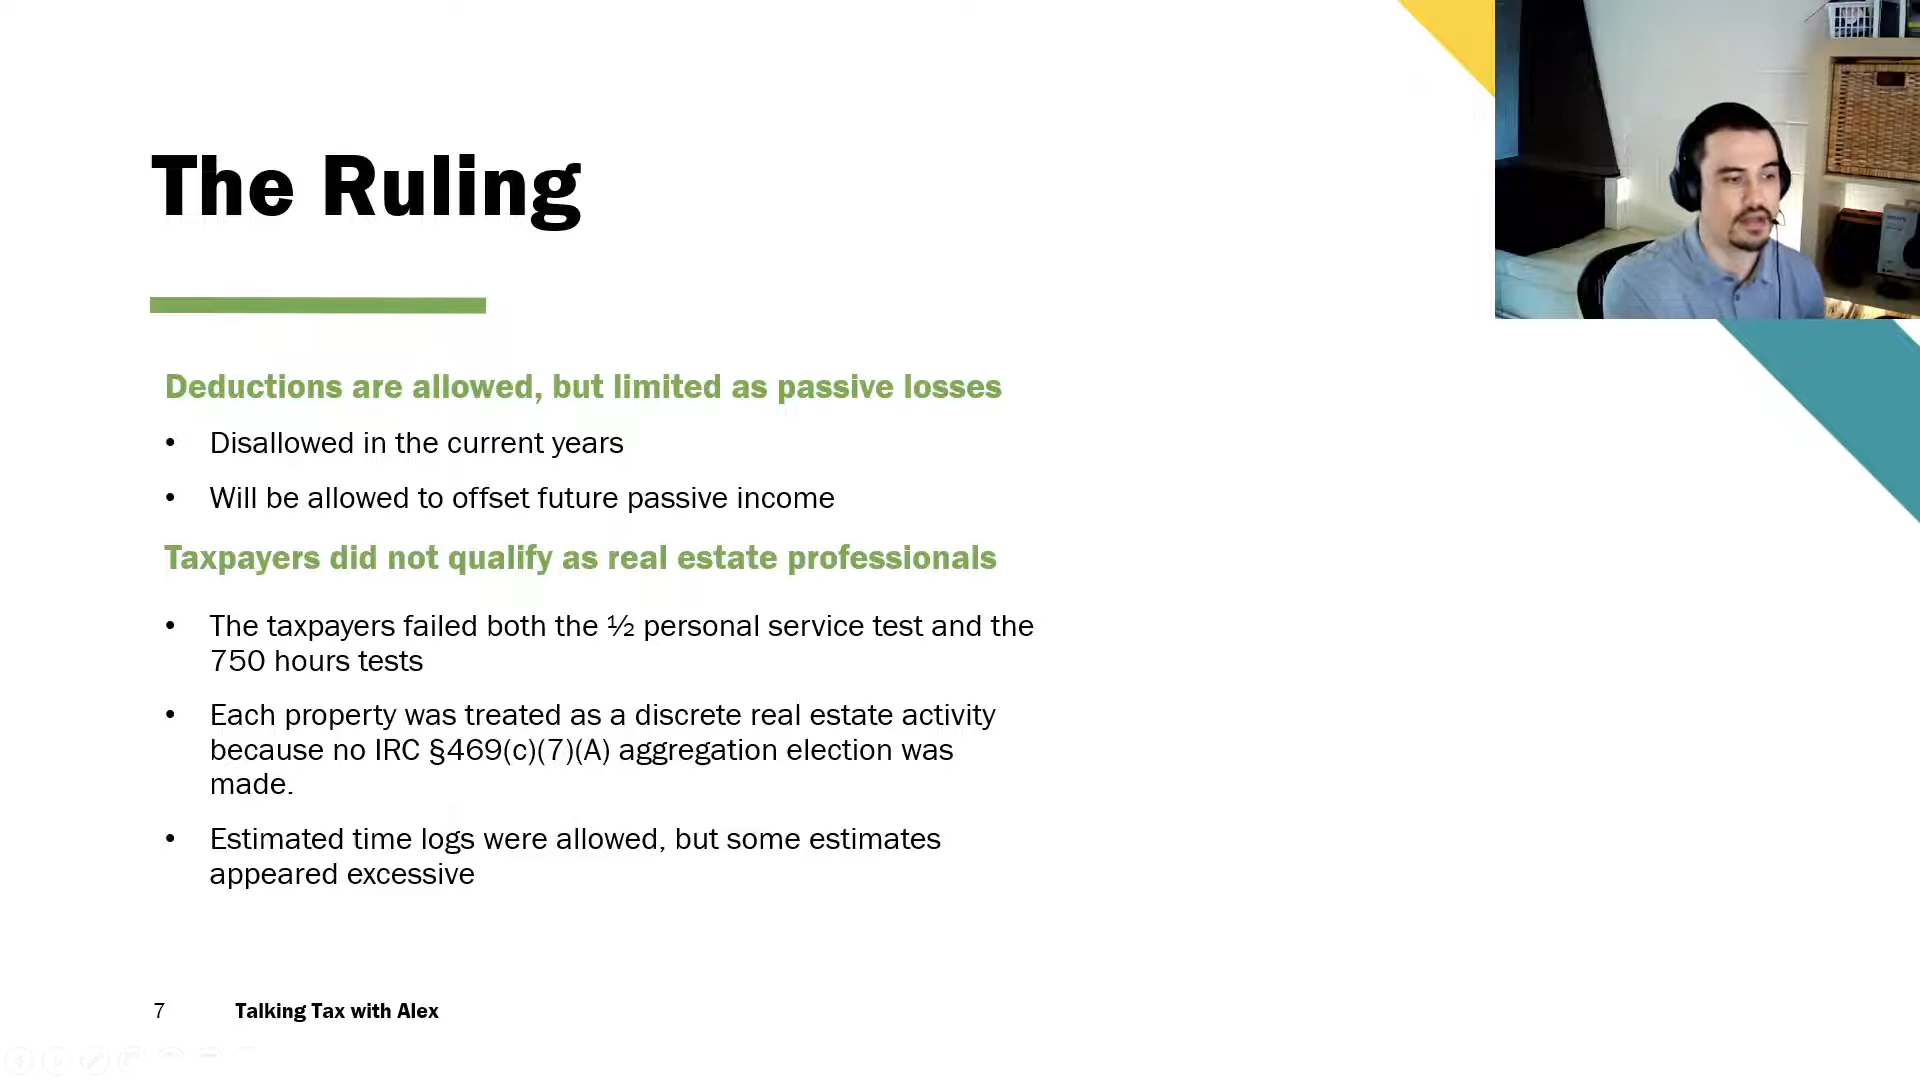 The Ruling
Deductions are allowed, but limited as passive losses
• Disallowed in the current years
• Will be allowed to offset future passive income
Taxpayers did not qualify as real estate professionals
• The taxpayers failed both the ½ personal service test and the
750 hours tests
• Each property was treated as a discrete real estate activity
because no IRC §469(c)(7)(A) aggregation election was
made.
• Estimated time logs were allowed, but some estimates
appeared excessive
7 Talking Tax with Alex